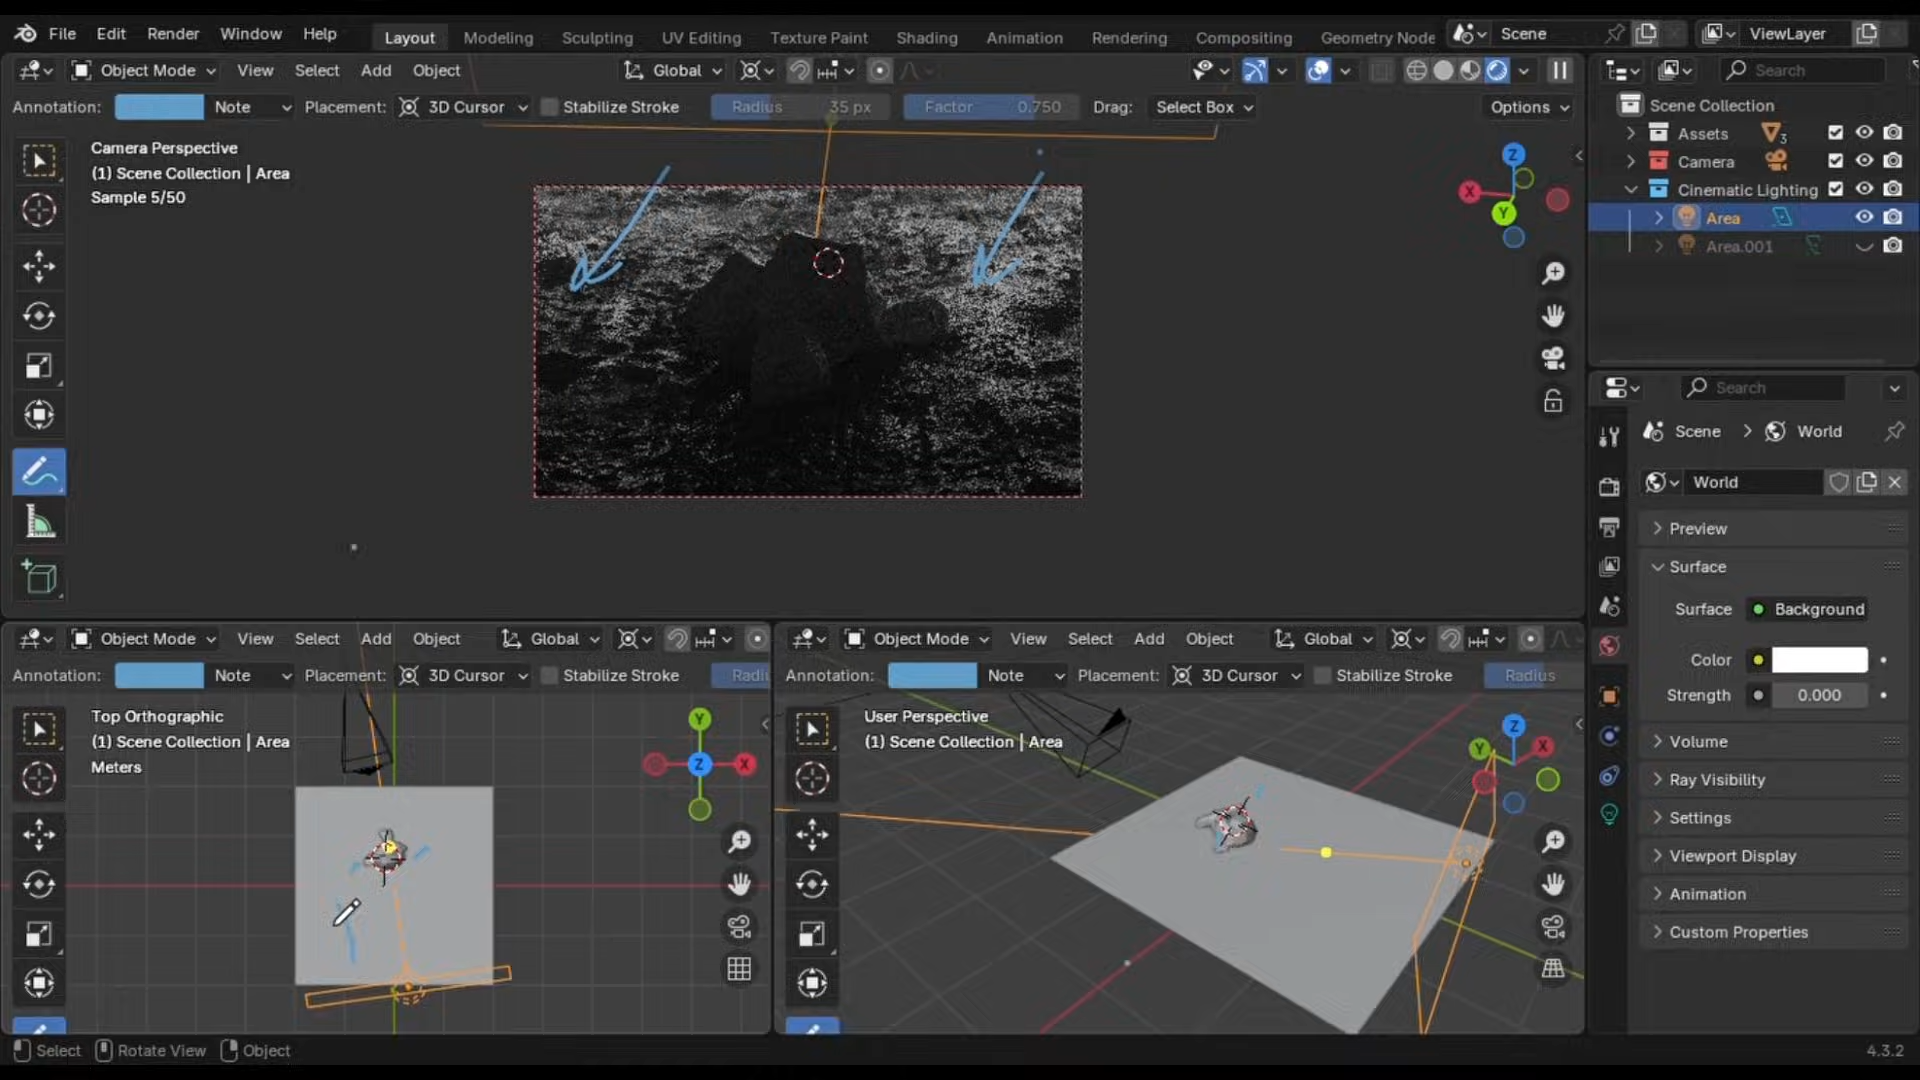 File Edit Render Window Help Layout Modeling Sculpting UV Editing Texture Paint Shading Animation Rendering Compositing Geometry Node Scene ViewLayer
Object Mode View Select Add Object Global Search
Annotation: Note Placement: 3D Cursor Stabilize Stroke Radius 35 px Factor 0.750 Drag: Select Box Options
Camera Perspective
(1) Scene Collection | Area
Sample 5/50
X
Y
Z
Scene Collection
Assets 3
Camera
Cinematic Lighting
Area
Area.001
Search
Scene > World
World
Preview
Surface
Surface Background
Color
Strength 0.000
Volume
Ray Visibility
Settings
Viewport Display
Animation
Custom Properties
Object Mode View Select Add Object Global
Annotation: Note Placement: 3D Cursor Stabilize Stroke
Top Orthographic
(1) Scene Collection | Area
Meters
Y
Z
X
Object Mode View Select Add Object Global
Annotation: Note Placement: 3D Cursor Stabilize Stroke Radius
User Perspective
(1) Scene Collection | Area
Z
Y
X
Select Rotate View Object 4.3.2